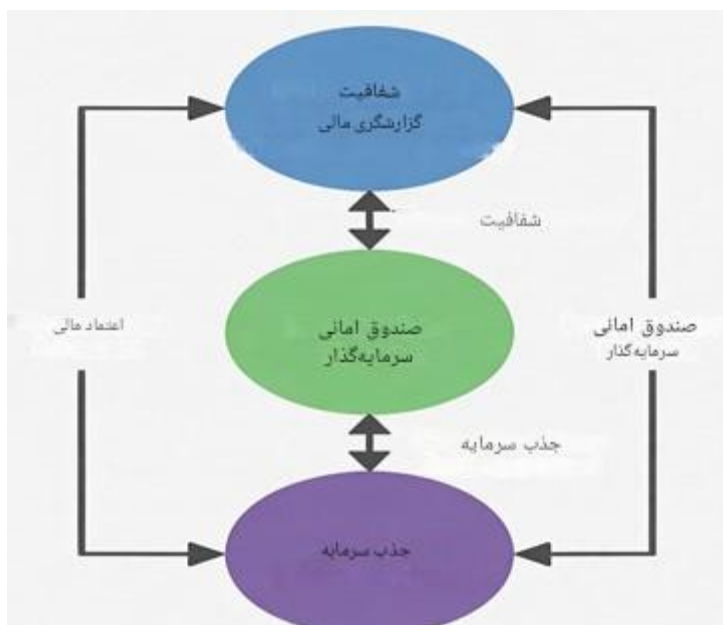 شفافیت
گزارشگری مالی
شفافیت
صندوق امانی
سرمایه‌گذار
اعتماد مالی
صندوق امانی
سرمایه‌گذار
جذب سرمایه
جذب سرمایه